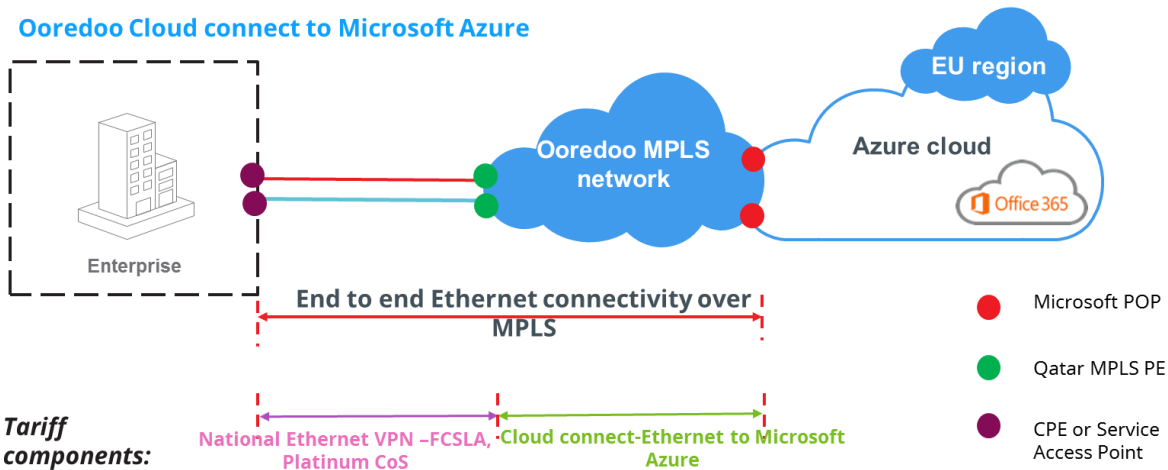 Ooredoo Cloud connect to Microsoft Azure
EU region
Ooredoo MPLS
network
Azure cloud
Office 365
Enterprise
End to end Ethernet connectivity over
MPLS
Microsoft POP
Qatar MPLS PE
CPE or Service
Access Point
Tariff
components:
National Ethernet VPN –FCSLA,
Platinum CoS
Cloud connect-Ethernet to Microsoft
Azure